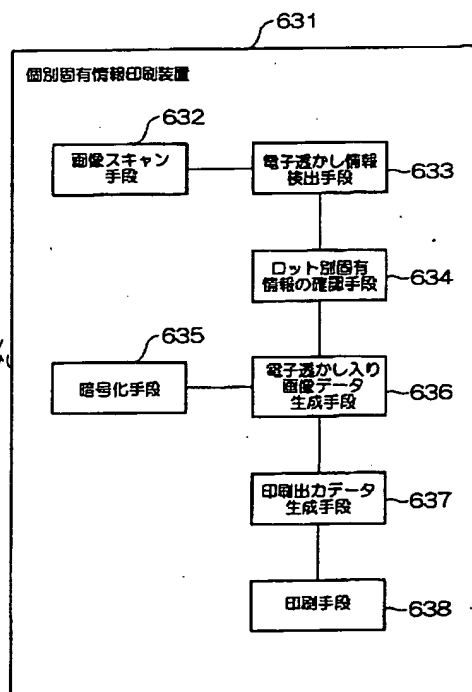 631
個別固有情報印刷装置
632
画像スキャン
手段
電子透かし情報
検出手段
633
ロット別固有
情報の確認手段
634
635
暗号化手段
電子透かし入り
画像データ
生成手段
636
印刷出力データ
生成手段
637
印刷手段
638